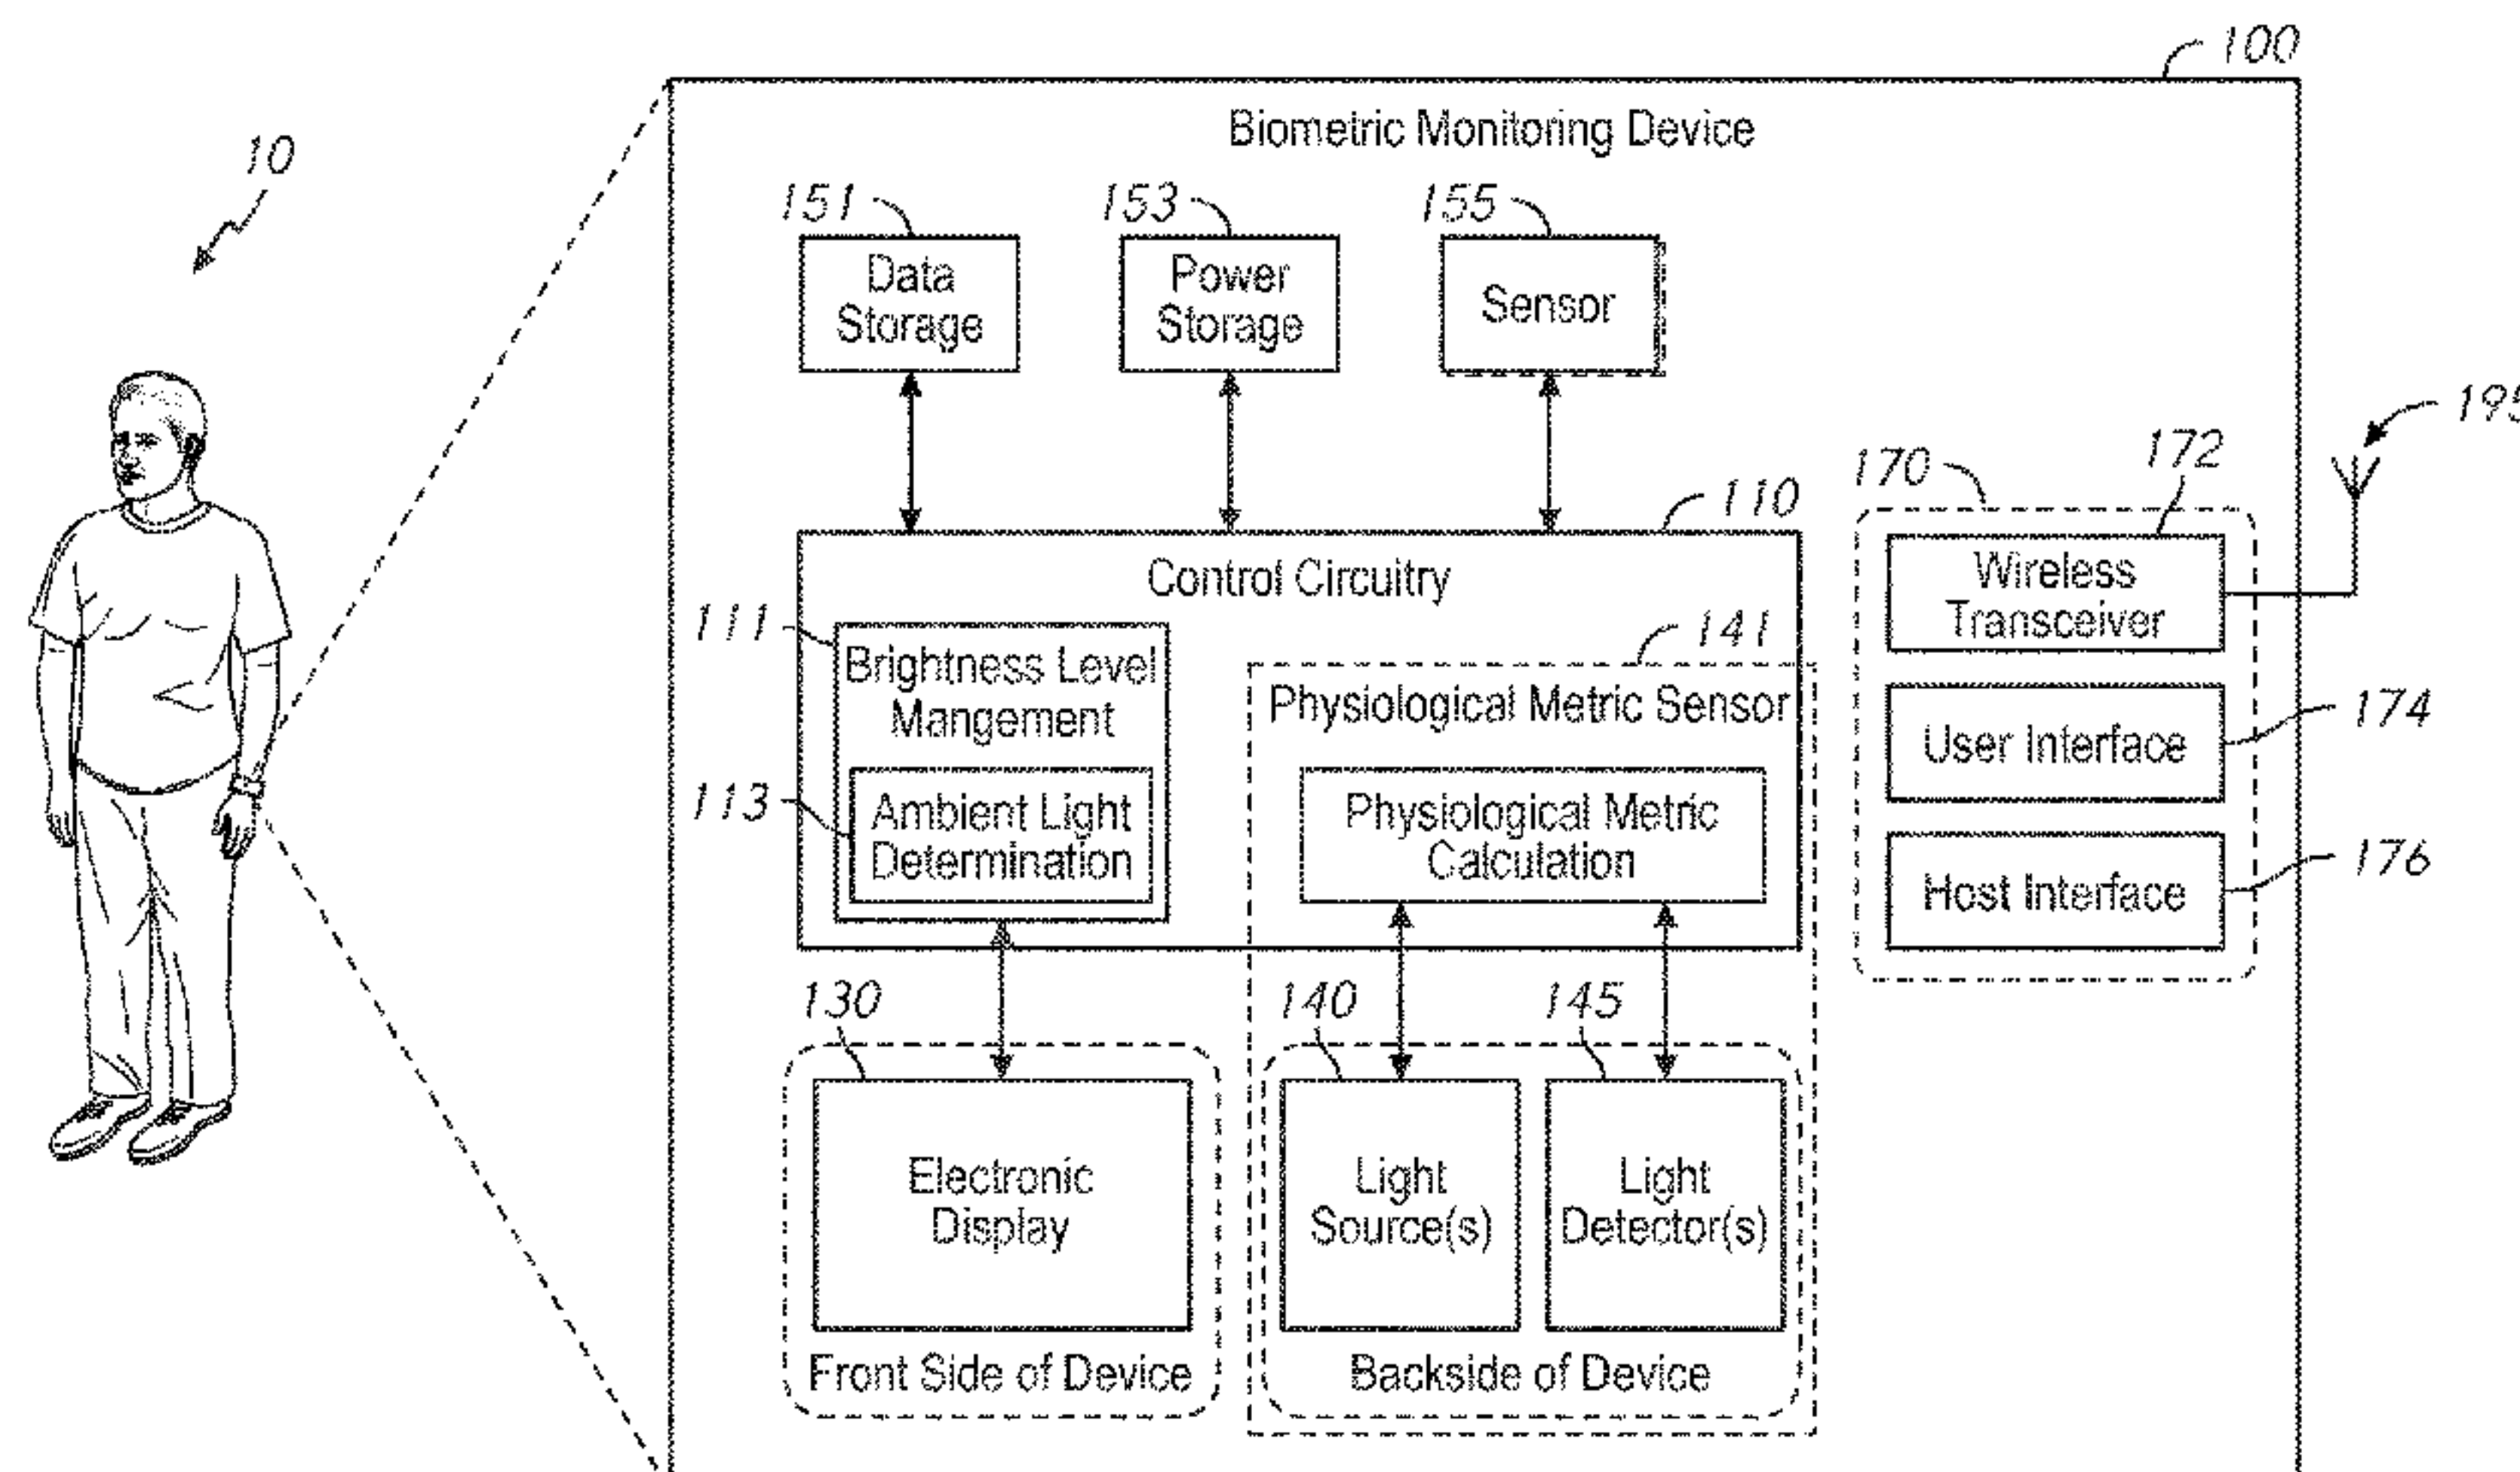 100
Biometric Monitoring Device
10
151
153
155
Data
Storage
Power
Storage
Sensor
195
170
172
110
Wireless
Transceiver
Control Circuitry
111
141
Brightness Level
Mangement
Physiological Metric Sensor
User Interface
174
113
Ambient Light
Determination
Physiological Metric
Calculation
Host Interface
176
130
140
145
Electronic
Display
Light
Source(s)
Light
Detector(s)
Front Side of Device
Backside of Device